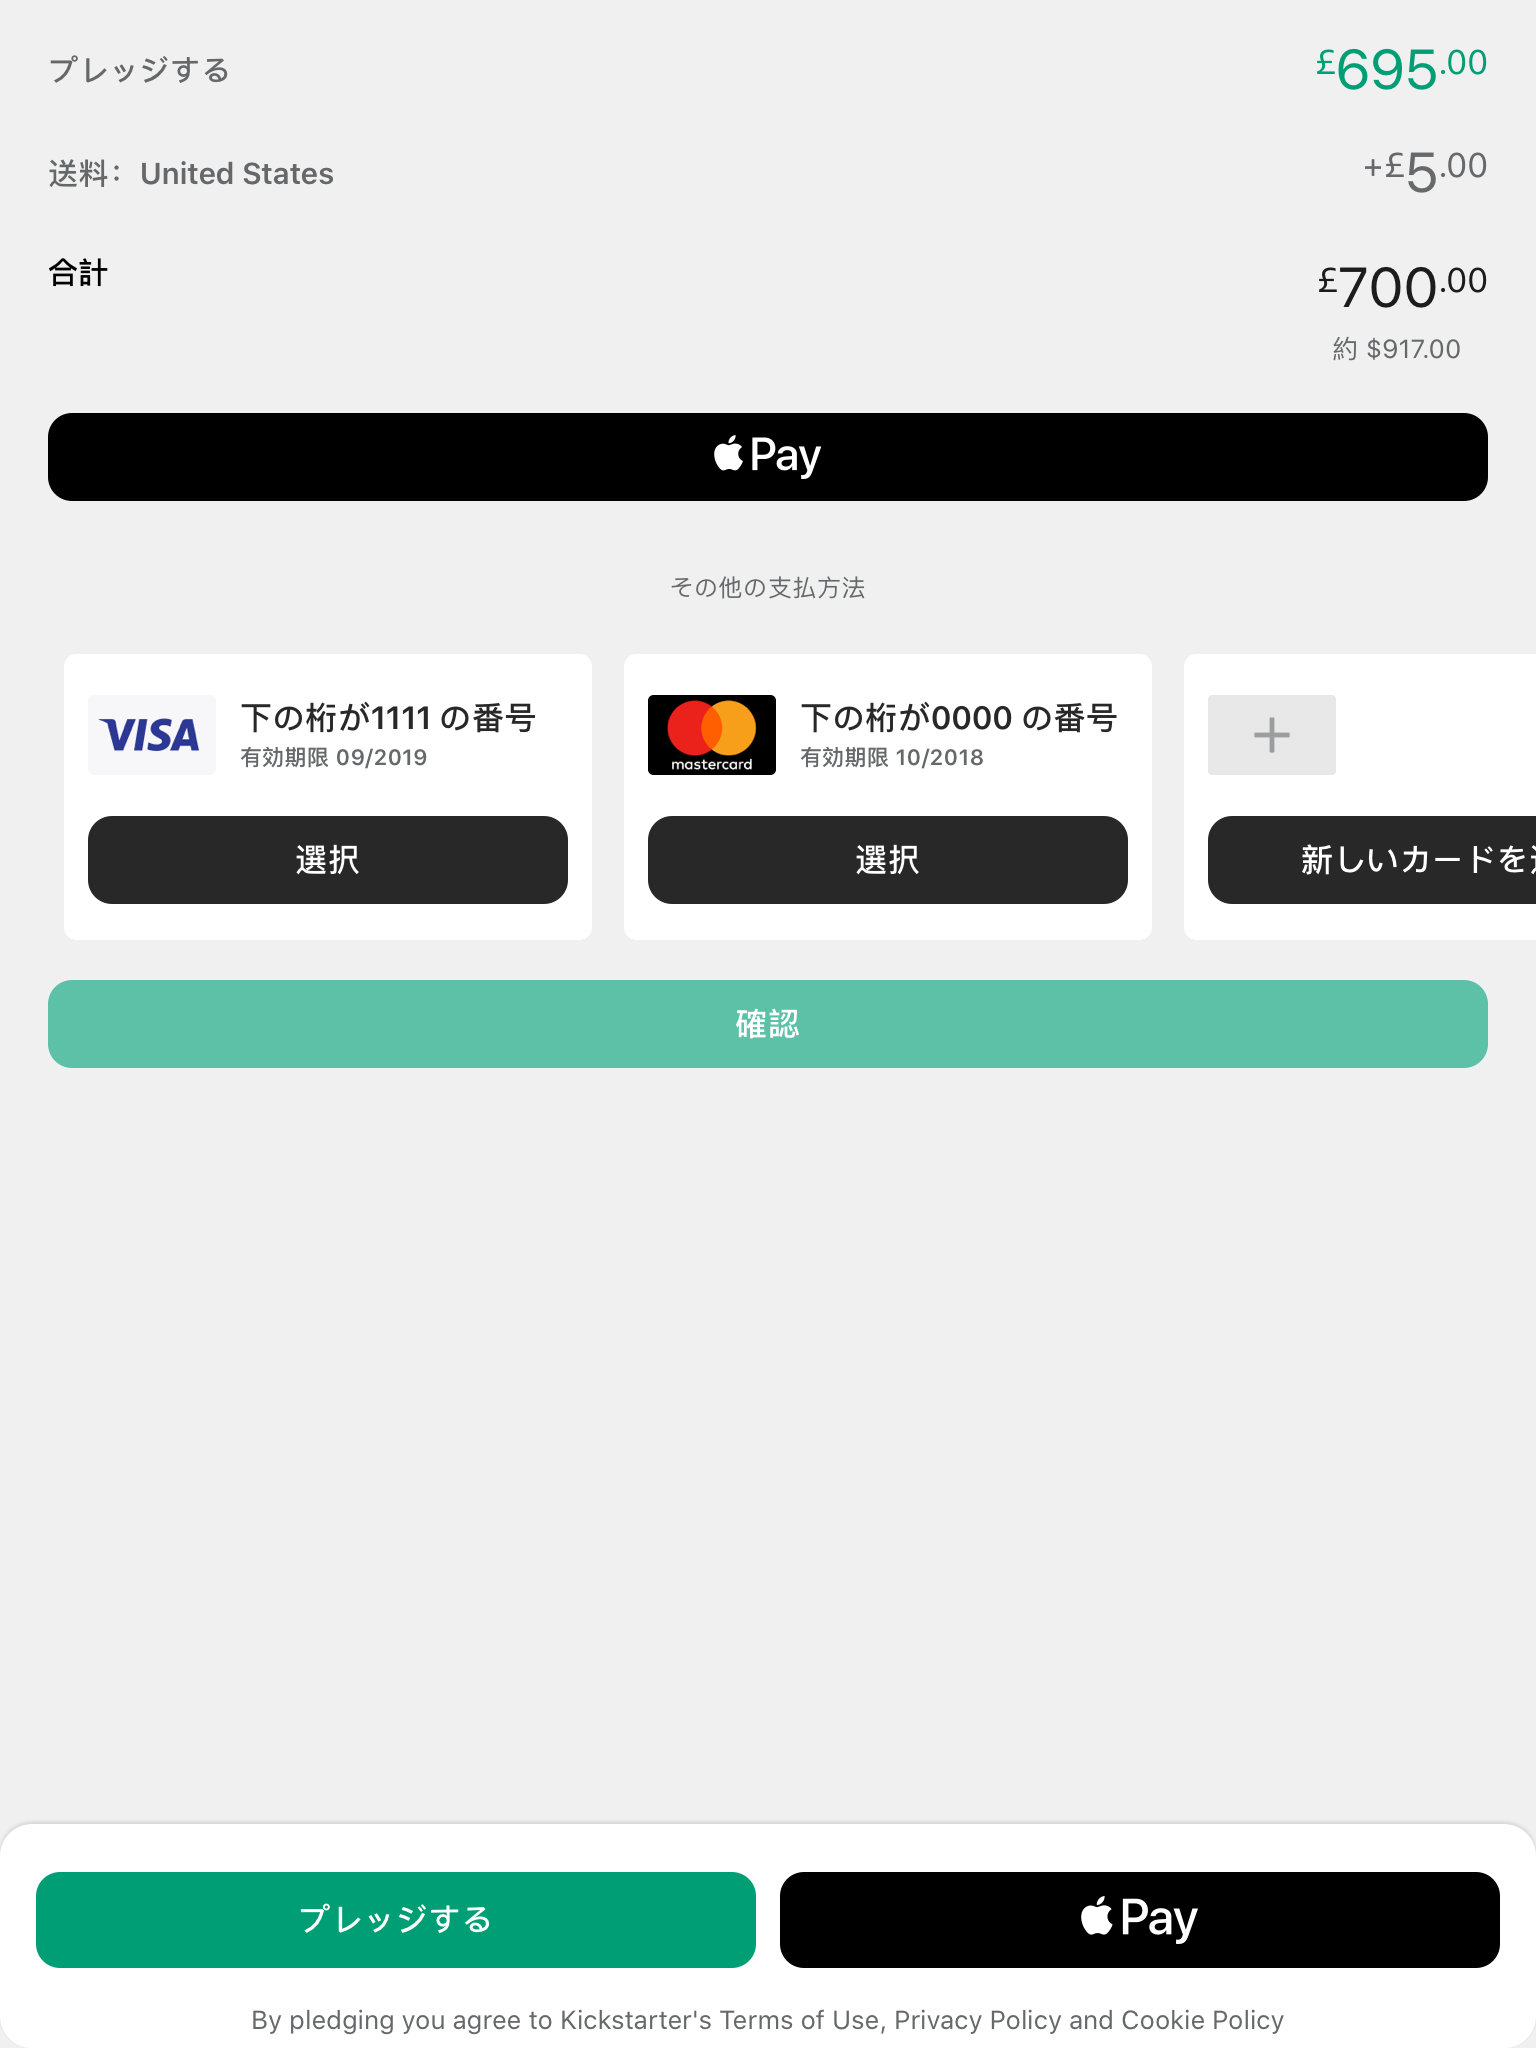 プレッジする £695.00
送料： United States +£5.00
合計 £700.00
約 $917.00
Pay
その他の支払方法
VISA 下の桁が1111 の番号
有効期限 09/2019
選択
mastercard 下の桁が0000 の番号
有効期限 10/2018
選択
新しいカードを
確認
プレッジする
Pay
By pledging you agree to Kickstarter's Terms of Use, Privacy Policy and Cookie Policy